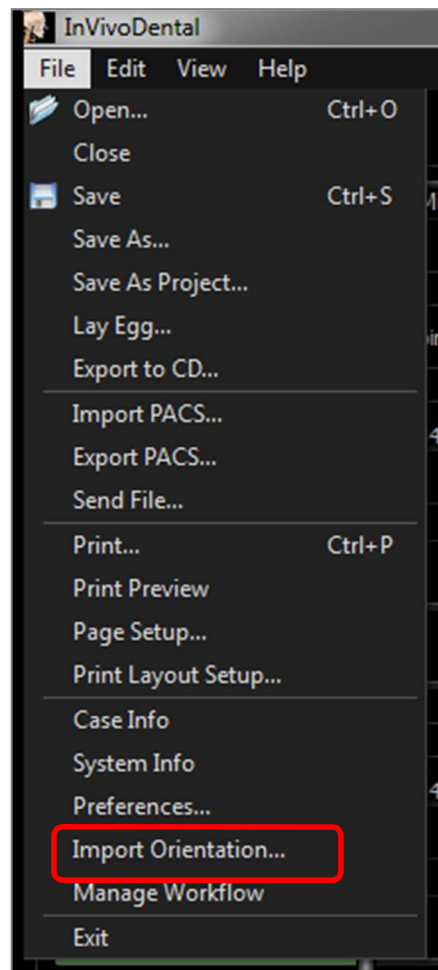 InVivoDental
File Edit View Help
Open... Ctrl+O
Close
Save Ctrl+S
Save As...
Save As Project...
Lay Egg...
Export to CD...
Import PACS...
Export PACS...
Send File...
Print... Ctrl+P
Print Preview
Page Setup...
Print Layout Setup...
Case Info
System Info
Preferences...
Import Orientation...
Manage Workflow
Exit